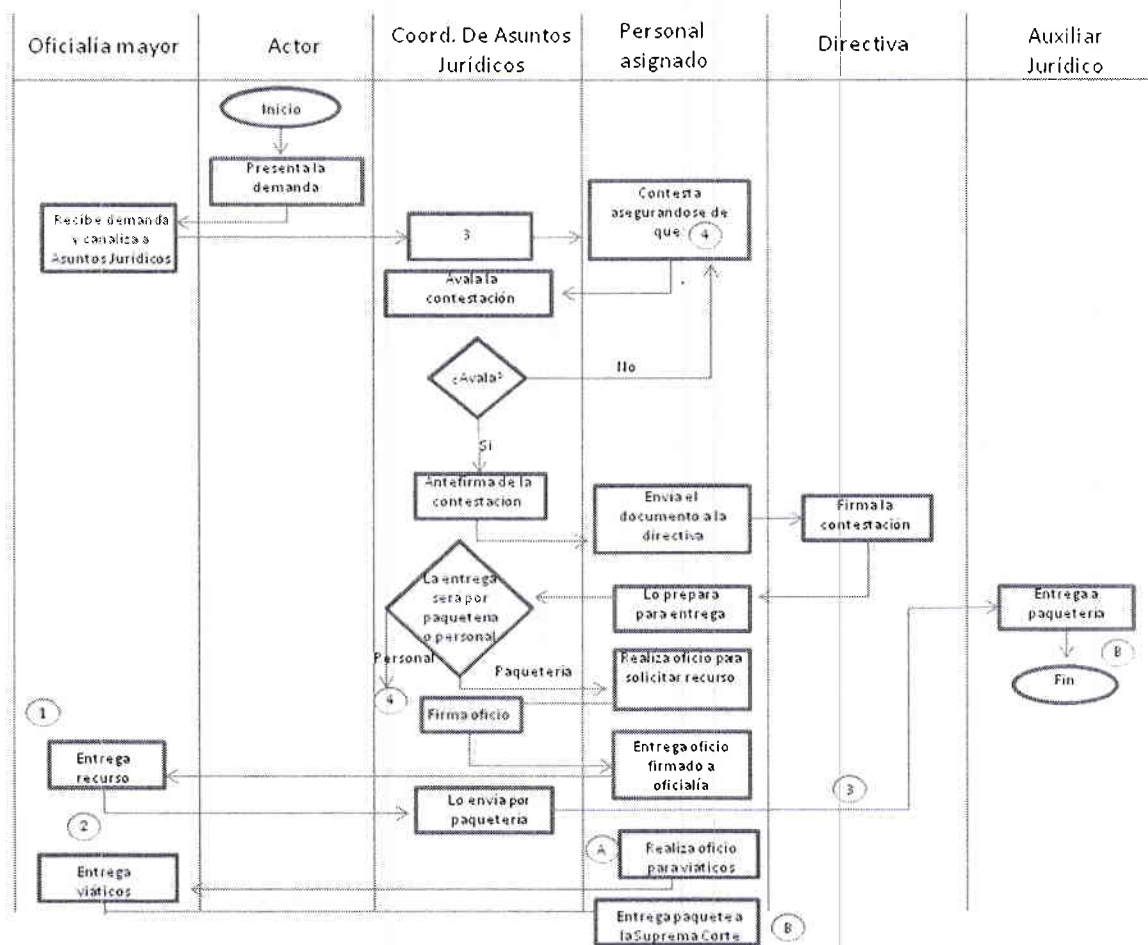 Oficialía mayor
Actor
Coord. De Asuntos
Jurídicos
Personal
asignado
Directiva
Auxiliar
Jurídico
Inicio
Presenta la
demanda
Recibe demanda
y canaliza a
Asuntos Jurídicos
3
Contesta
asegurandose de
que 4
Avala la
contestación
¿Avala?
No
Si
Antefirma de la
contestacion
Envía el
documento a la
directiva
Firma la
contestación
La entrega
sera por
paqueteria
o personal
Lo prepara
para entrega
Entrega a
paqueteria
B
Fin
Personal
Paqueteria
Realiza oficio para
solicitar recurso
4
Firma oficio
1
Entrega
recurso
Entrega oficio
firmado a
oficialía
Lo envía por
paqueteria
3
2
A
Realiza oficio
para viáticos
Entrega
viáticos
Entrega paquete a
la Suprema Corte
B